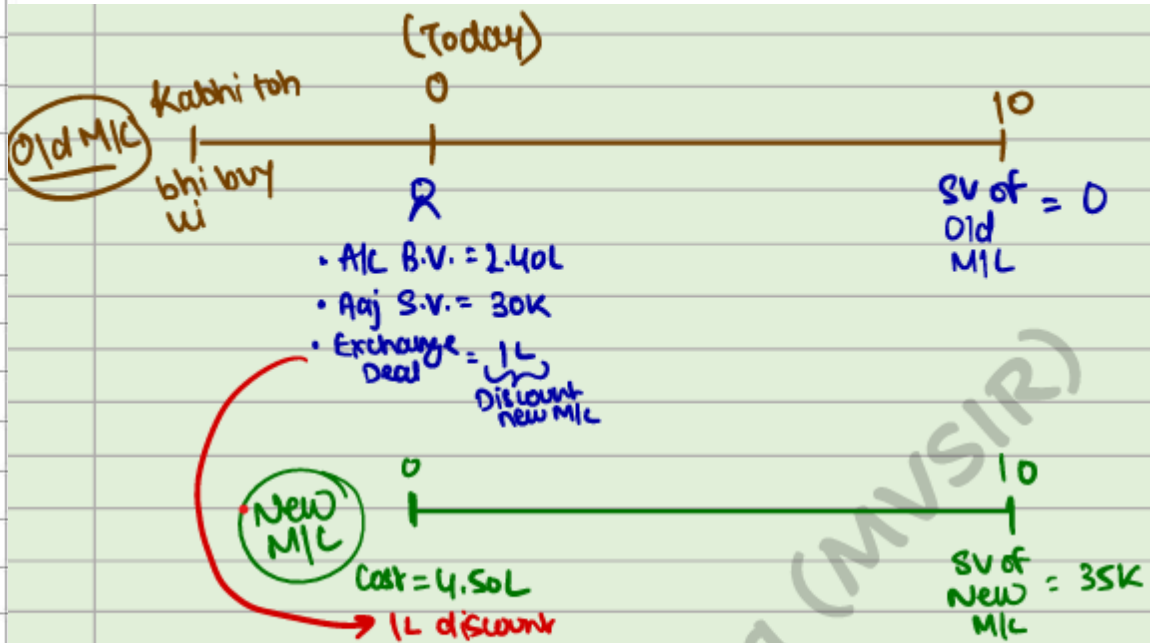 (Today)
Kabhi toh
0
10
Old M/C
bhi buy
ki
SV of = 0
Old
M/C
• A/c B.V. = 2.40L
• Aaj S.V. = 30K
• Exchange = 1L
Deal
Discount
new M/c
0
10
New
M/C
Cost = 4.50L
SV of
New = 35K
M/C
1L discount
(MVSIR)